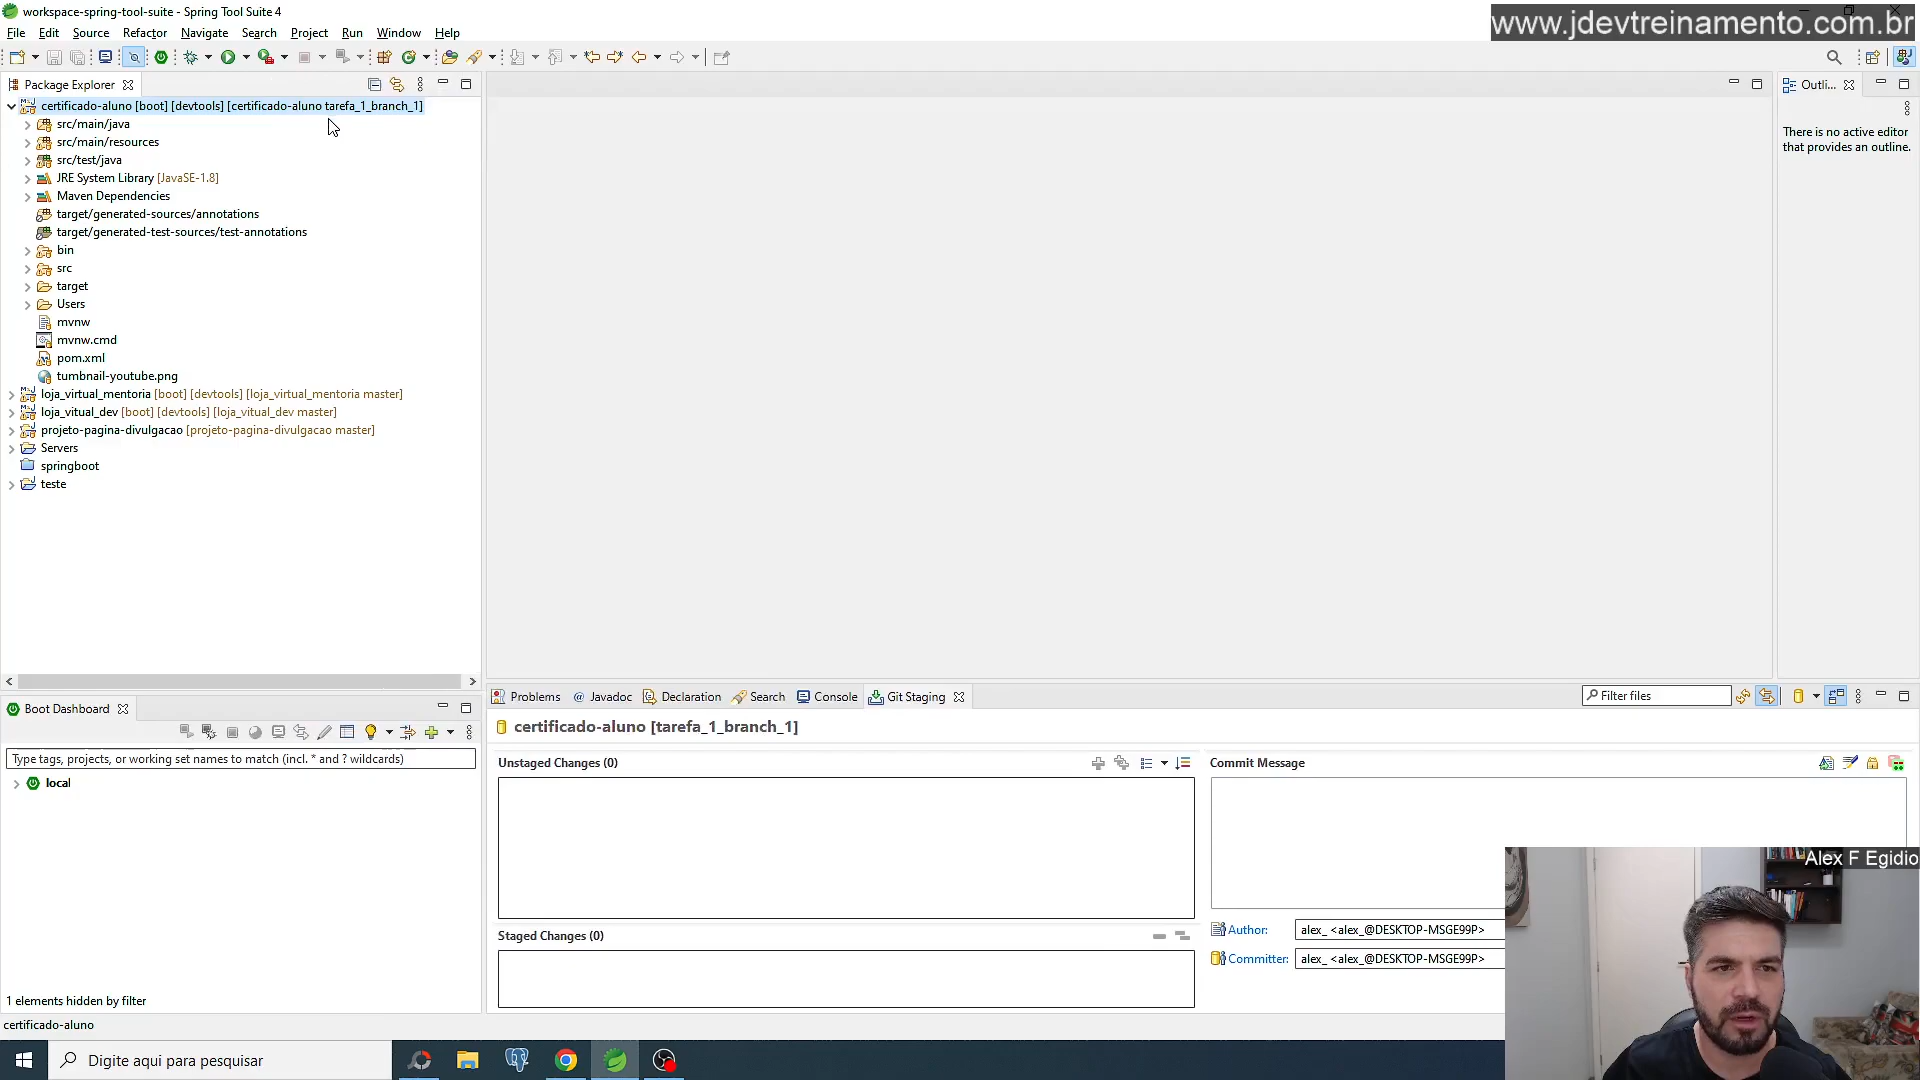 workspace-spring-tool-suite - Spring Tool Suite 4
www.jdevtreinamento.com.br
File Edit Source Refactor Navigate Search Project Run Window Help
Package Explorer
certificado-aluno [boot] [devtools] [certificado-aluno tarefa_1_branch_1]
src/main/java
src/main/resources
src/test/java
JRE System Library [JavaSE-1.8]
Maven Dependencies
target/generated-sources/annotations
target/generated-test-sources/test-annotations
bin
src
target
Users
mvnw
mvnw.cmd
pom.xml
tumbnail-youtube.png
loja_virtual_mentoria [boot] [devtools] [loja_virtual_mentoria master]
loja_vitual_dev [boot] [devtools] [loja_vitual_dev master]
projeto-pagina-divulgacao [projeto-pagina-divulgacao master]
Servers
springboot
teste
Outli...
There is no active editor
that provides an outline.
Boot Dashboard
Type tags, projects, or working set names to match (incl. * and ? wildcards)
local
1 elements hidden by filter
certificado-aluno
Problems @ Javadoc Declaration Search Console Git Staging
Filter files
certificado-aluno [tarefa_1_branch_1]
Unstaged Changes (0)
Staged Changes (0)
Commit Message
Author: alex_ <alex_@DESKTOP-MSGE99P>
Committer: alex_ <alex_@DESKTOP-MSGE99P>
Alex F Egidio
Digite aqui para pesquisar